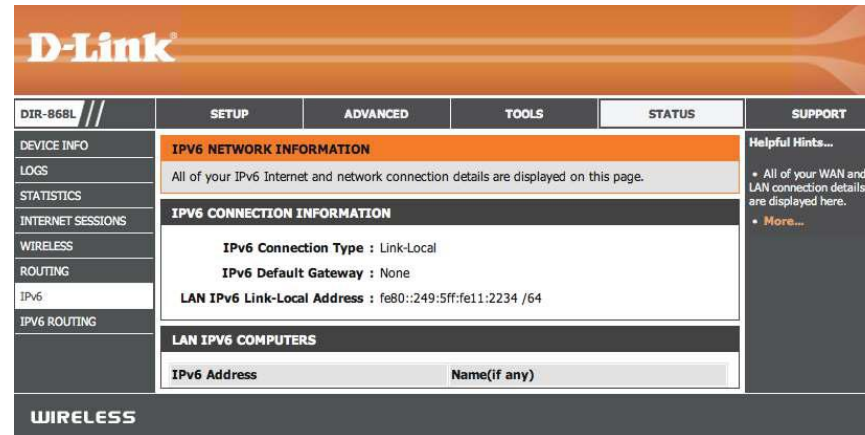 D-Link®
DIR-868L
SETUP
ADVANCED
TOOLS
STATUS
SUPPORT
DEVICE INFO
LOGS
STATISTICS
INTERNET SESSIONS
WIRELESS
ROUTING
IPv6
IPV6 ROUTING
IPV6 NETWORK INFORMATION
All of your IPv6 Internet and network connection details are displayed on this page.
IPV6 CONNECTION INFORMATION
IPv6 Connection Type : Link-Local
IPv6 Default Gateway : None
LAN IPv6 Link-Local Address : fe80::249:5ff:fe11:2234 /64
LAN IPV6 COMPUTERS
IPv6 Address
Name(if any)
Helpful Hints...
• All of your WAN and
LAN connection details
are displayed here.
• More...
WIRELESS